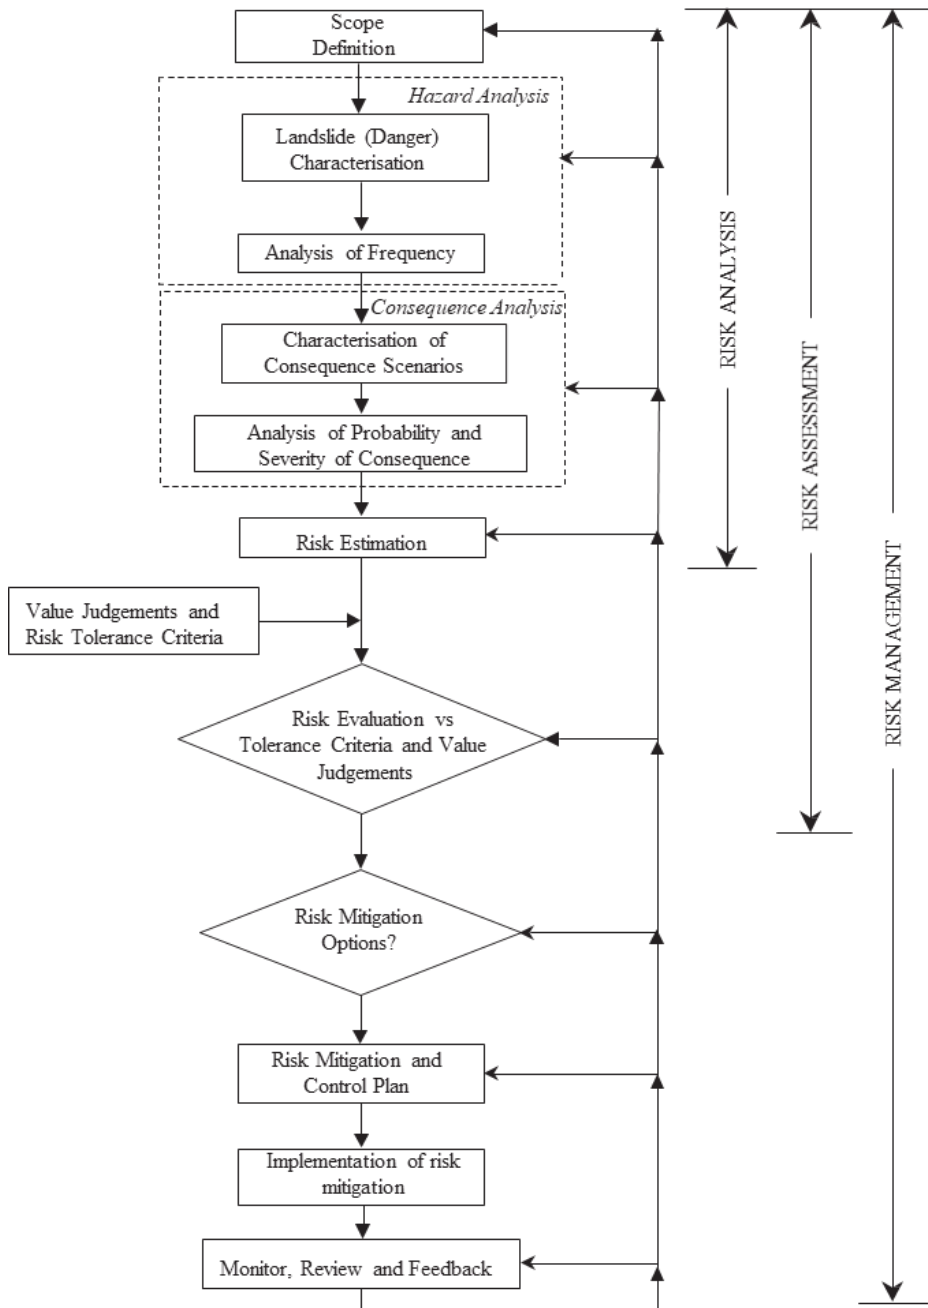 Scope
Definition
Hazard Analysis
Landslide (Danger)
Characterisation
Analysis of Frequency
Consequence Analysis
Characterisation of
Consequence Scenarios
Analysis of Probability and
Severity of Consequence
Risk Estimation
Value Judgements and
Risk Tolerance Criteria
Risk Evaluation vs
Tolerance Criteria and Value
Judgements
Risk Mitigation
Options?
Risk Mitigation and
Control Plan
Implementation of risk
mitigation
Monitor, Review and Feedback
RISK ANALYSIS
RISK ASSESSMENT
RISK MANAGEMENT